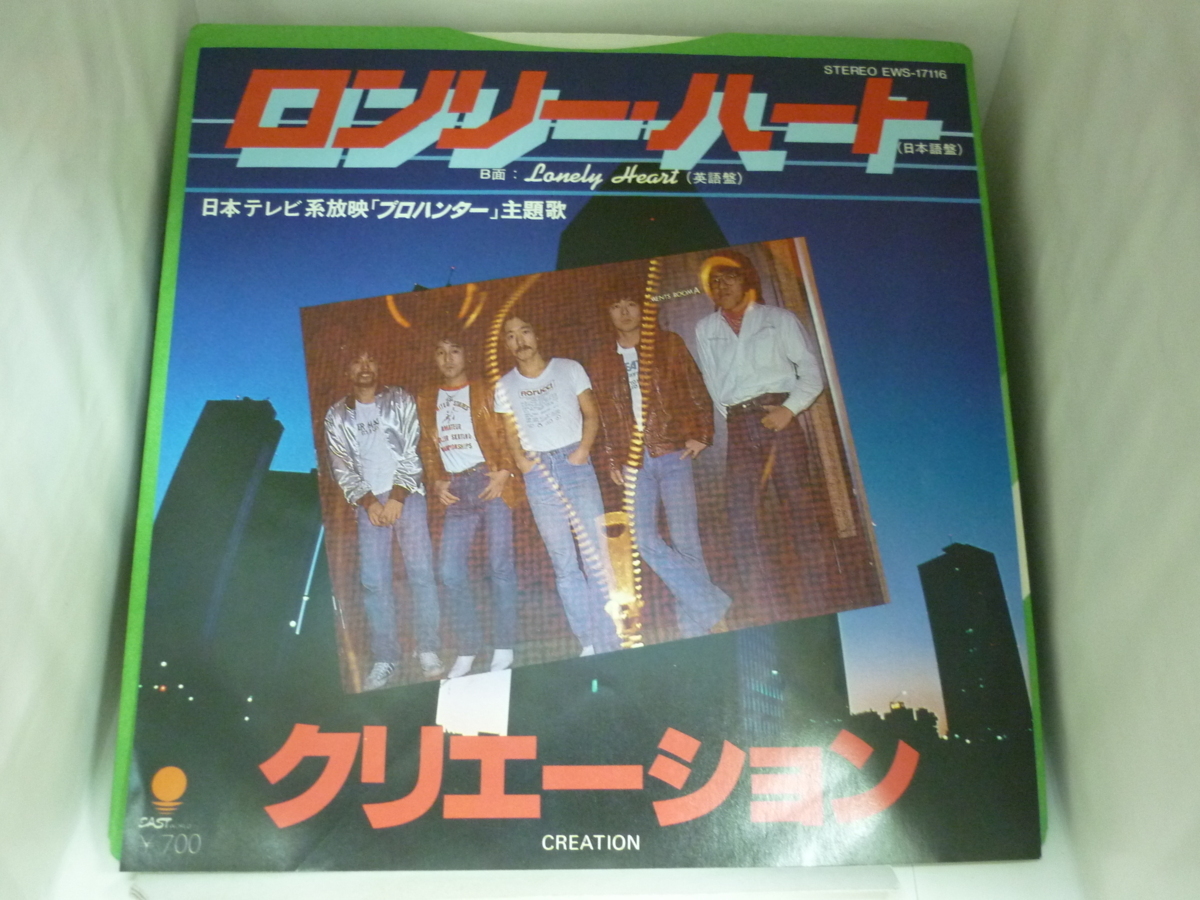 STEREO EWS-17116
ロンリー・ハート
(日本語盤)
B面: Lonely Heart (英語盤)
日本テレビ系放映「プロハンター」主題歌
クリエーション
CREATION
¥700